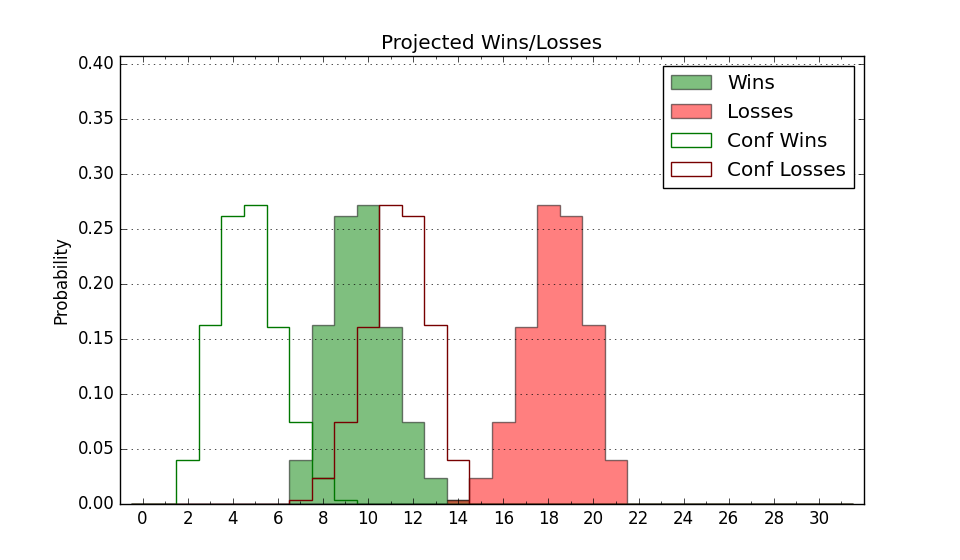 Projected Wins/Losses
0.40
0.35
0.30
0.25
0.20
0.15
0.10
0.05
0.00
Probability
Wins
Losses
Conf Wins
Conf Losses
0 2 4 6 8 10 12 14 16 18 20 22 24 26 28 30